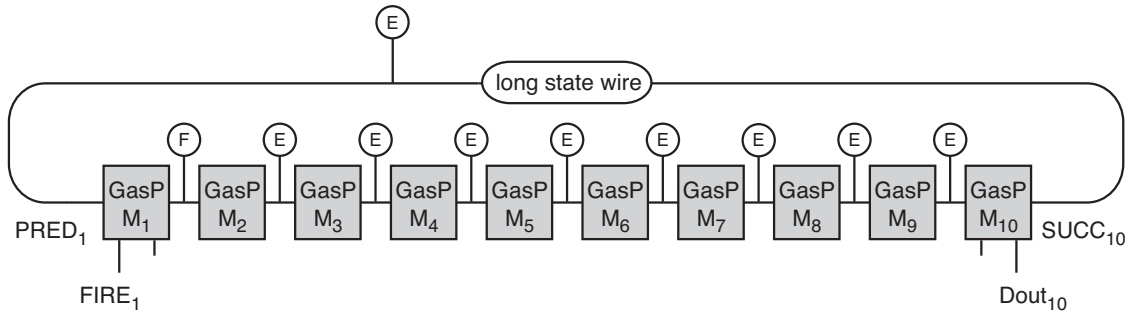 E
long state wire
F E E E E E E E E
GasP GasP GasP GasP GasP GasP GasP GasP GasP GasP
M1 M2 M3 M4 M5 M6 M7 M8 M9 M10
PRED1 SUCC10
FIRE1 Dout10